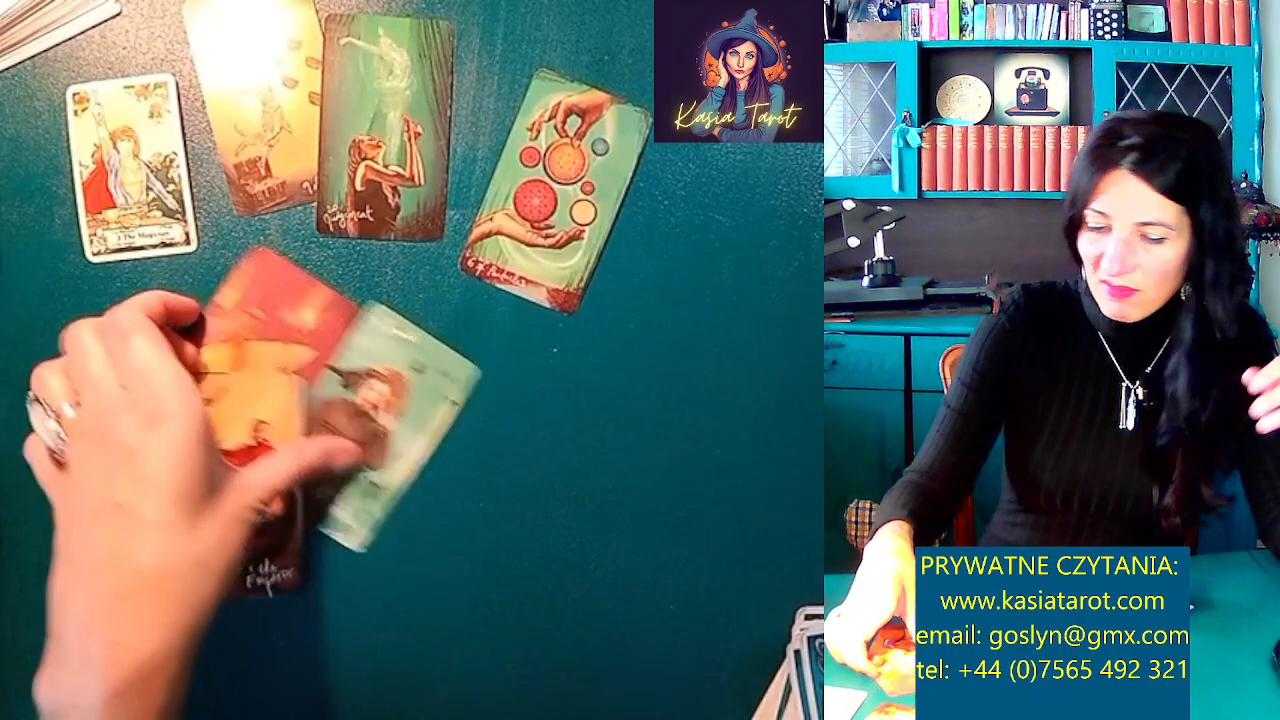 Kasia Tarot
I The Magician
Judgement
PRYWATNE CZYTANIA:
www.kasiatarot.com
email: goslyn@gmx.com
tel: +44 (0)7565 492 321